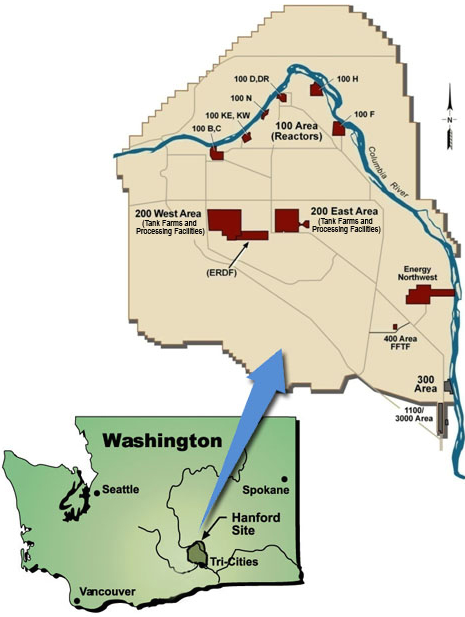 100 D,DR
100 H
100 N
100 KE, KW
100 F
100 B,C
100 Area
(Reactors)
N
Columbia River
200 West Area
(Tank Farms and
Processing Facilities)
200 East Area
(Tank Farms and
Processing Facilities)
(ERDF)
Energy
Northwest
400 Area
FFTF
300
Area
1100/
3000 Area
Washington
Seattle
Spokane
Hanford
Site
Tri-Cities
Vancouver